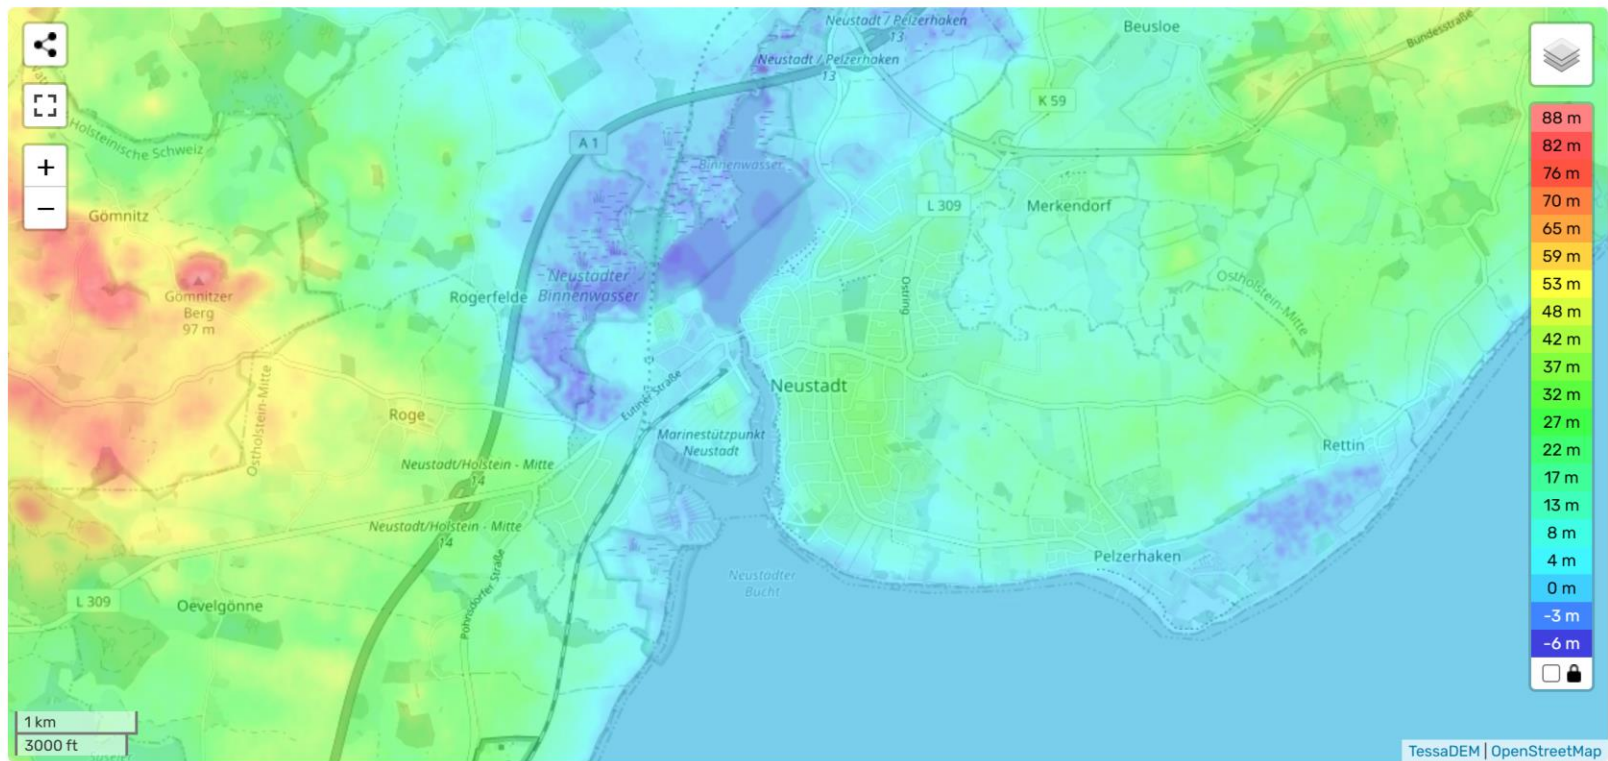 Neustadt / Pelzerhaken
13
Beusloe
Bundesstraße
Neustadt / Pelzerhaken
13
K 59
Holsteinische Schweiz
A 1
Binnenwasser
Gömnitz
L 309
Merkendorf
Neustadter
Binnenwasser
Rogerfelde
Gömnitzer
Berg
97 m
Ostring
Ostholstein-Mitte
Neustadt
Eutiner Straße
Ostholstein-Mitte
Roge
Marinestützpunkt
Neustadt
Rettin
Neustadt/Holstein - Mitte
14
Neustadt/Holstein - Mitte
14
Pelzerhaken
Neustadter
Bucht
Pohnsdorfer Straße
L 309
Oevelgönne
Süseler
+
−
88 m
82 m
76 m
70 m
65 m
59 m
53 m
48 m
42 m
37 m
32 m
27 m
22 m
17 m
13 m
8 m
4 m
0 m
-3 m
-6 m
1 km
3000 ft
TessaDEM | OpenStreetMap